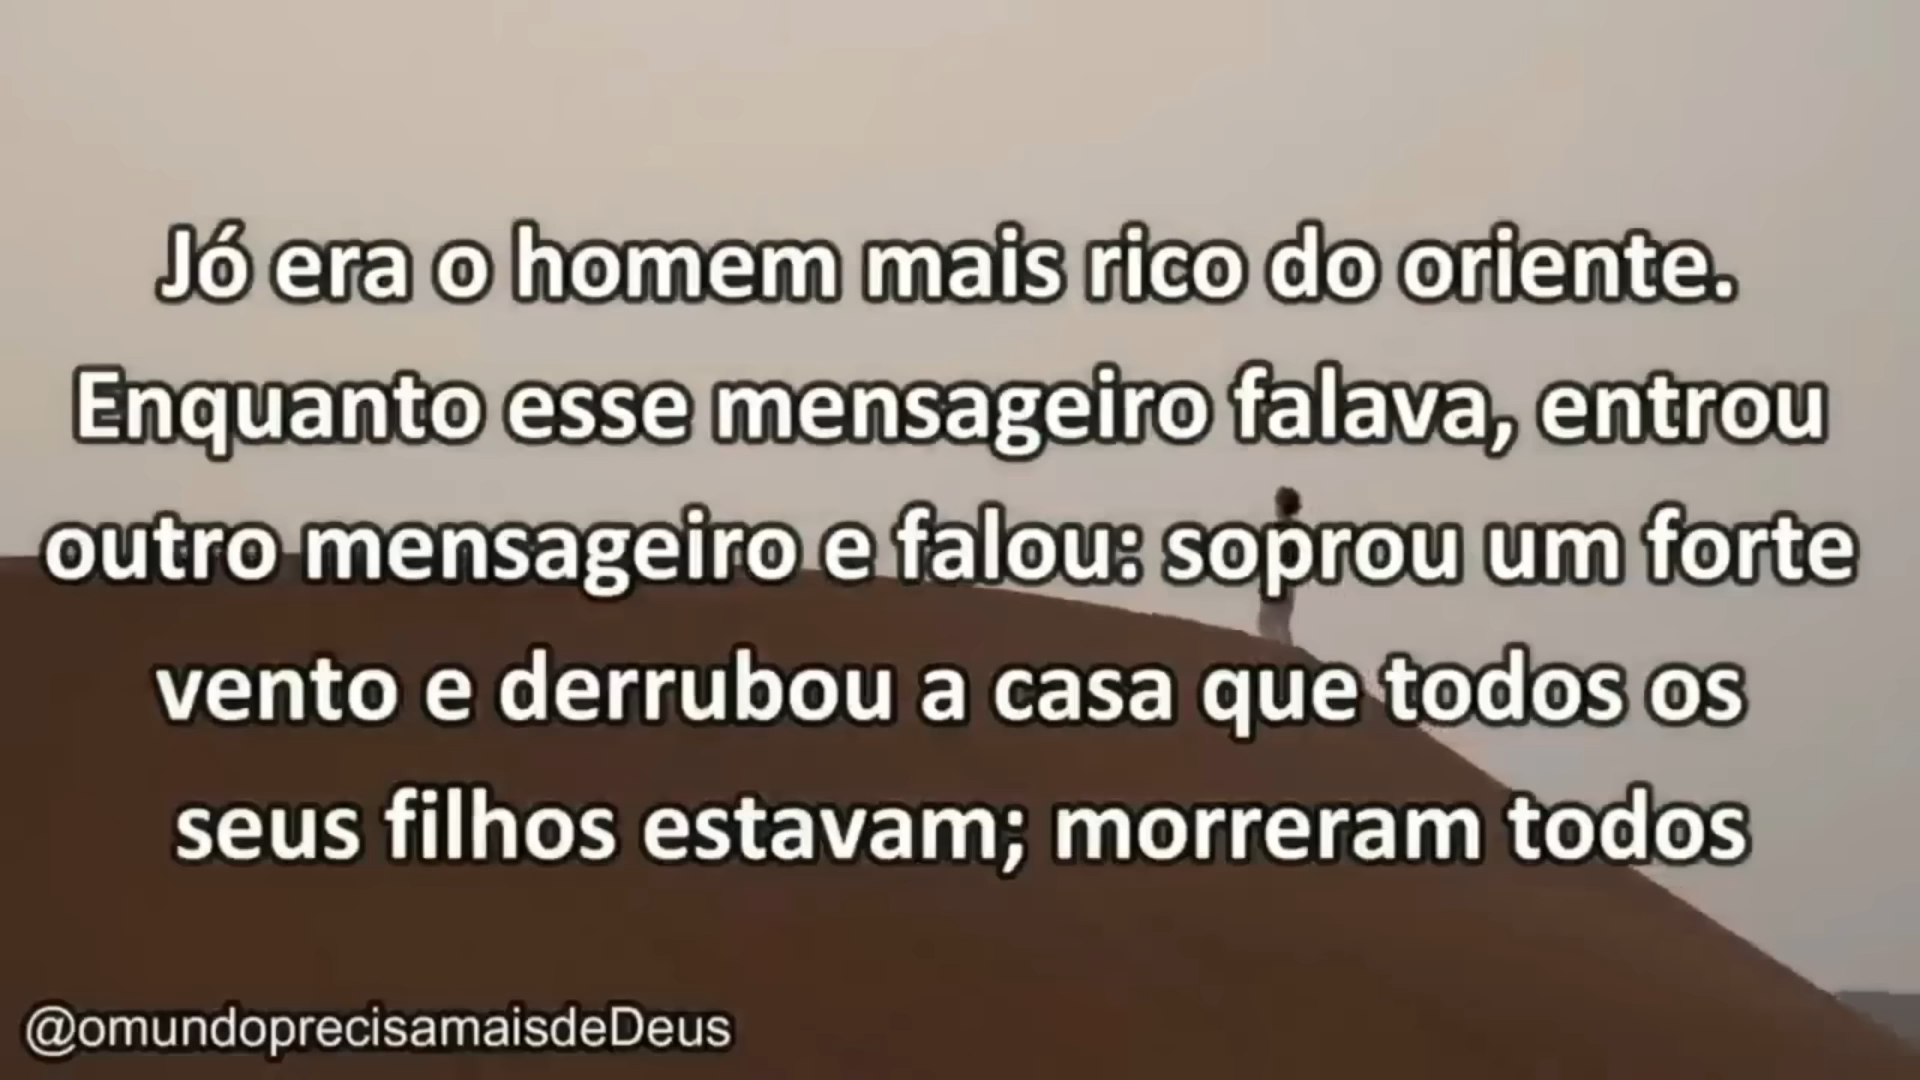 Jó era o homem mais rico do oriente.
Enquanto esse mensageiro falava, entrou
outro mensageiro e falou: soprou um forte
vento e derrubou a casa que todos os
seus filhos estavam; morreram todos
@omundoprecisamaisdeDeus